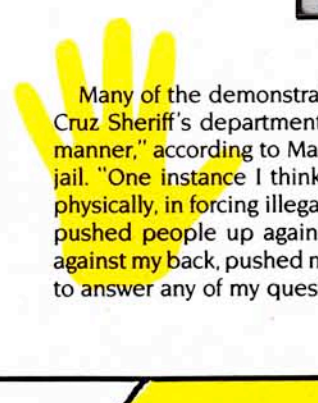 Many of the demonstra
Cruz Sheriff's department
manner," according to Ma
jail. "One instance I think
physically, in forcing illega
pushed people up again
against my back, pushed n
to answer any of my ques